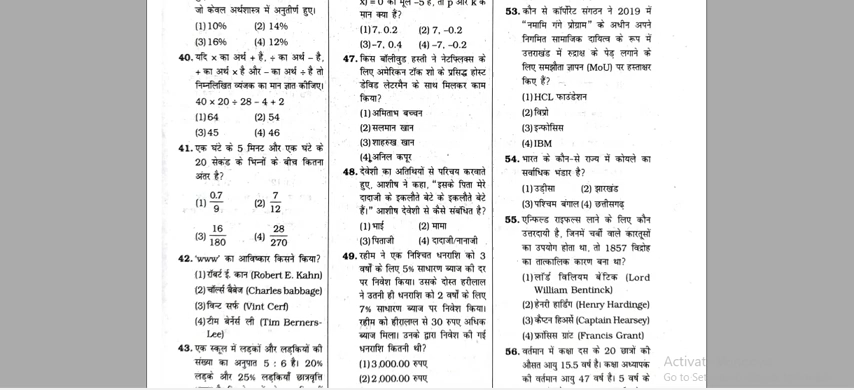 जो केवल अर्थशास्त्र में अनुतीर्ण हुए।
(1) 10% (2) 14%
(3) 16% (4) 12%
40. यदि × का अर्थ + है, ÷ का अर्थ – है,
+ का अर्थ × है और – का अर्थ ÷ है तो
निम्नलिखित व्यंजक का मान ज्ञात कीजिए।
40 × 20 ÷ 28 – 4 + 2
(1) 64 (2) 54
(3) 45 (4) 46
41. एक घंटे के 5 मिनट और एक घंटे के
20 सेकंड के भिन्नों के बीच कितना
अंतर है?
(1) 0.7/9 (2) 7/12
(3) 16/180 (4) 28/270
42. 'www' का आविष्कार किसने किया?
(1) रॉबर्ट ई. कान (Robert E. Kahn)
(2) चॉर्ल्स बैबेज (Charles babbage)
(3) विन्ट सर्फ (Vint Cerf)
(4) टीम बेर्नर्स ली (Tim Berners-
Lee)
43. एक स्कूल में लड़कों और लड़कियों की
संख्या का अनुपात 5 : 6 है। 20%
लड़के और 25% लड़कियाँ छात्रवृत्ति
x) = 0 का मूल –5 है, तो p और k के
मान क्या है?
(1) 7, 0.2 (2) 7, –0.2
(3) –7, 0.4 (4) –7, –0.2
47. किस बॉलीवुड हस्ती ने नेटफ्लिक्स के
लिए अमेरिकन टॉक शो के प्रसिद्ध होस्ट
डेविड लेटरमैन के साथ मिलकर काम
किया?
(1) अमिताभ बच्चन
(2) सलमान खान
(3) शाहरुख खान
(4) अनिल कपूर
48. देवेशी का अतिथियों से परिचय करवाते
हुए, आशीष ने कहा, "इसके पिता मेरे
दादाजी के इकलौते बेटे के इकलौते बेटे
हैं।" आशीष देवेशी से कैसे संबंधित है?
(1) भाई (2) मामा
(3) पिताजी (4) दादाजी/नानाजी
49. रहीम ने एक निश्चित धनराशि को 3
वर्षों के लिए 5% साधारण ब्याज की दर
पर निवेश किया। उसके दोस्त हरीलाल
ने उतनी ही धनराशि को 2 वर्षों के लिए
7% साधारण ब्याज पर निवेश किया।
रहीम को हीरालाल से 30 रुपए अधिक
ब्याज मिला। उनके द्वारा निवेश की गई
धनराशि कितनी थी?
(1) 3,000.00 रुपए
(2) 2,000.00 रुपए
53. कौन से कॉर्पोरेट संगठन ने 2019 में
"नमामि गंगे प्रोग्राम" के अधीन अपने
निगमित सामाजिक दायित्व के रूप में
उत्तराखंड में रुद्राक्ष के पेड़ लगाने के
लिए समझौता ज्ञापन (MoU) पर हस्ताक्षर
किए हैं?
(1) HCL फाउंडेशन
(2) विप्रो
(3) इन्फोसिस
(4) IBM
54. भारत के कौन-से राज्य में कोयले का
सर्वाधिक भंडार है?
(1) उड़ीसा (2) झारखंड
(3) पश्चिम बंगाल (4) छत्तीसगढ़
55. एन्फिल्ड राइफल्स लाने के लिए कौन
उत्तरदायी है, जिनमें चर्बी वाले कारतूसों
का उपयोग होता था, तो 1857 विद्रोह
का तात्कालिक कारण बना था?
(1) लॉर्ड विलियम बेंटिक (Lord
William Bentinck)
(2) हेनरी हार्डिंग (Henry Hardinge)
(3) कैप्टन हिअर्से (Captain Hearsey)
(4) फ्रांसिस ग्रांट (Francis Grant)
56. वर्तमान में कक्षा दस के 20 छात्रों की
औसत आयु 15.5 वर्ष है। कक्षा अध्यापक
की वर्तमान आयु 47 वर्ष है। 5 वर्ष के
Activat
Go to Set